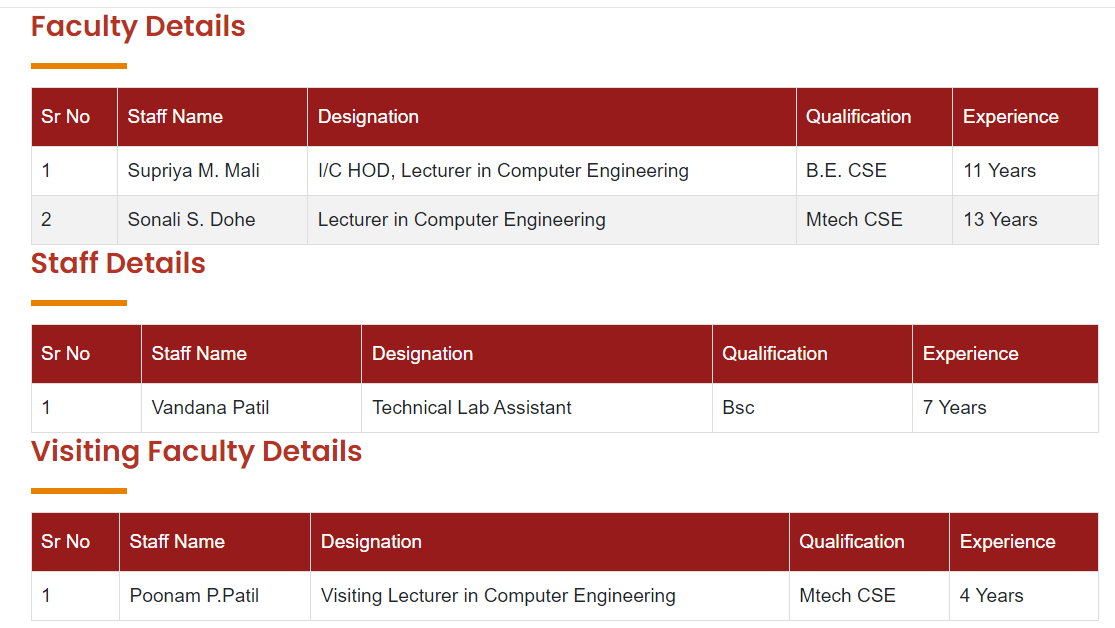 Faculty Details
Sr No Staff Name Designation Qualification Experience
1 Supriya M. Mali I/C HOD, Lecturer in Computer Engineering B.E. CSE 11 Years
2 Sonali S. Dohe Lecturer in Computer Engineering Mtech CSE 13 Years
Staff Details
Sr No Staff Name Designation Qualification Experience
1 Vandana Patil Technical Lab Assistant Bsc 7 Years
Visiting Faculty Details
Sr No Staff Name Designation Qualification Experience
1 Poonam P.Patil Visiting Lecturer in Computer Engineering Mtech CSE 4 Years